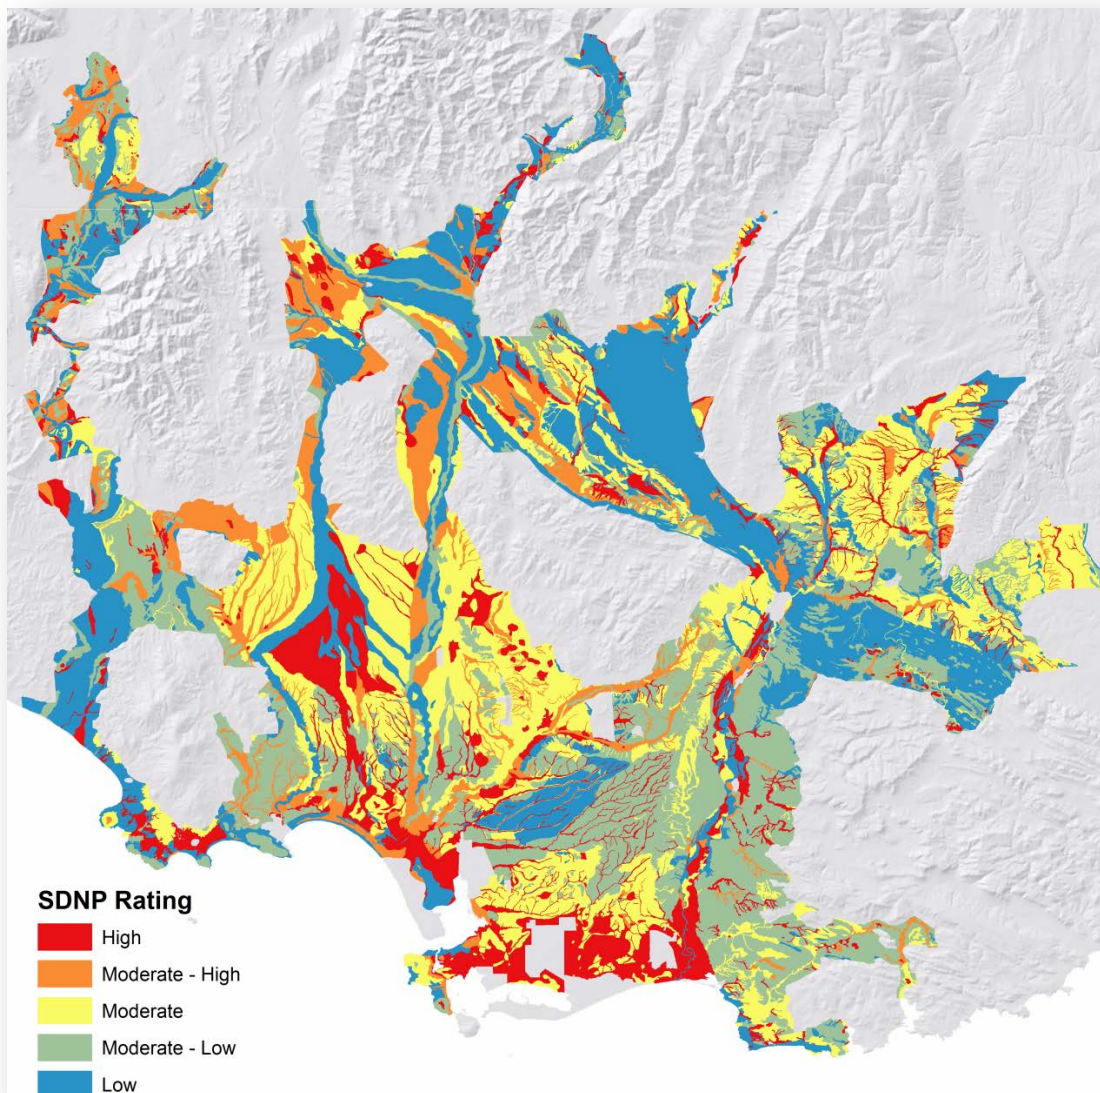 SDNP Rating
High
Moderate - High
Moderate
Moderate - Low
Low